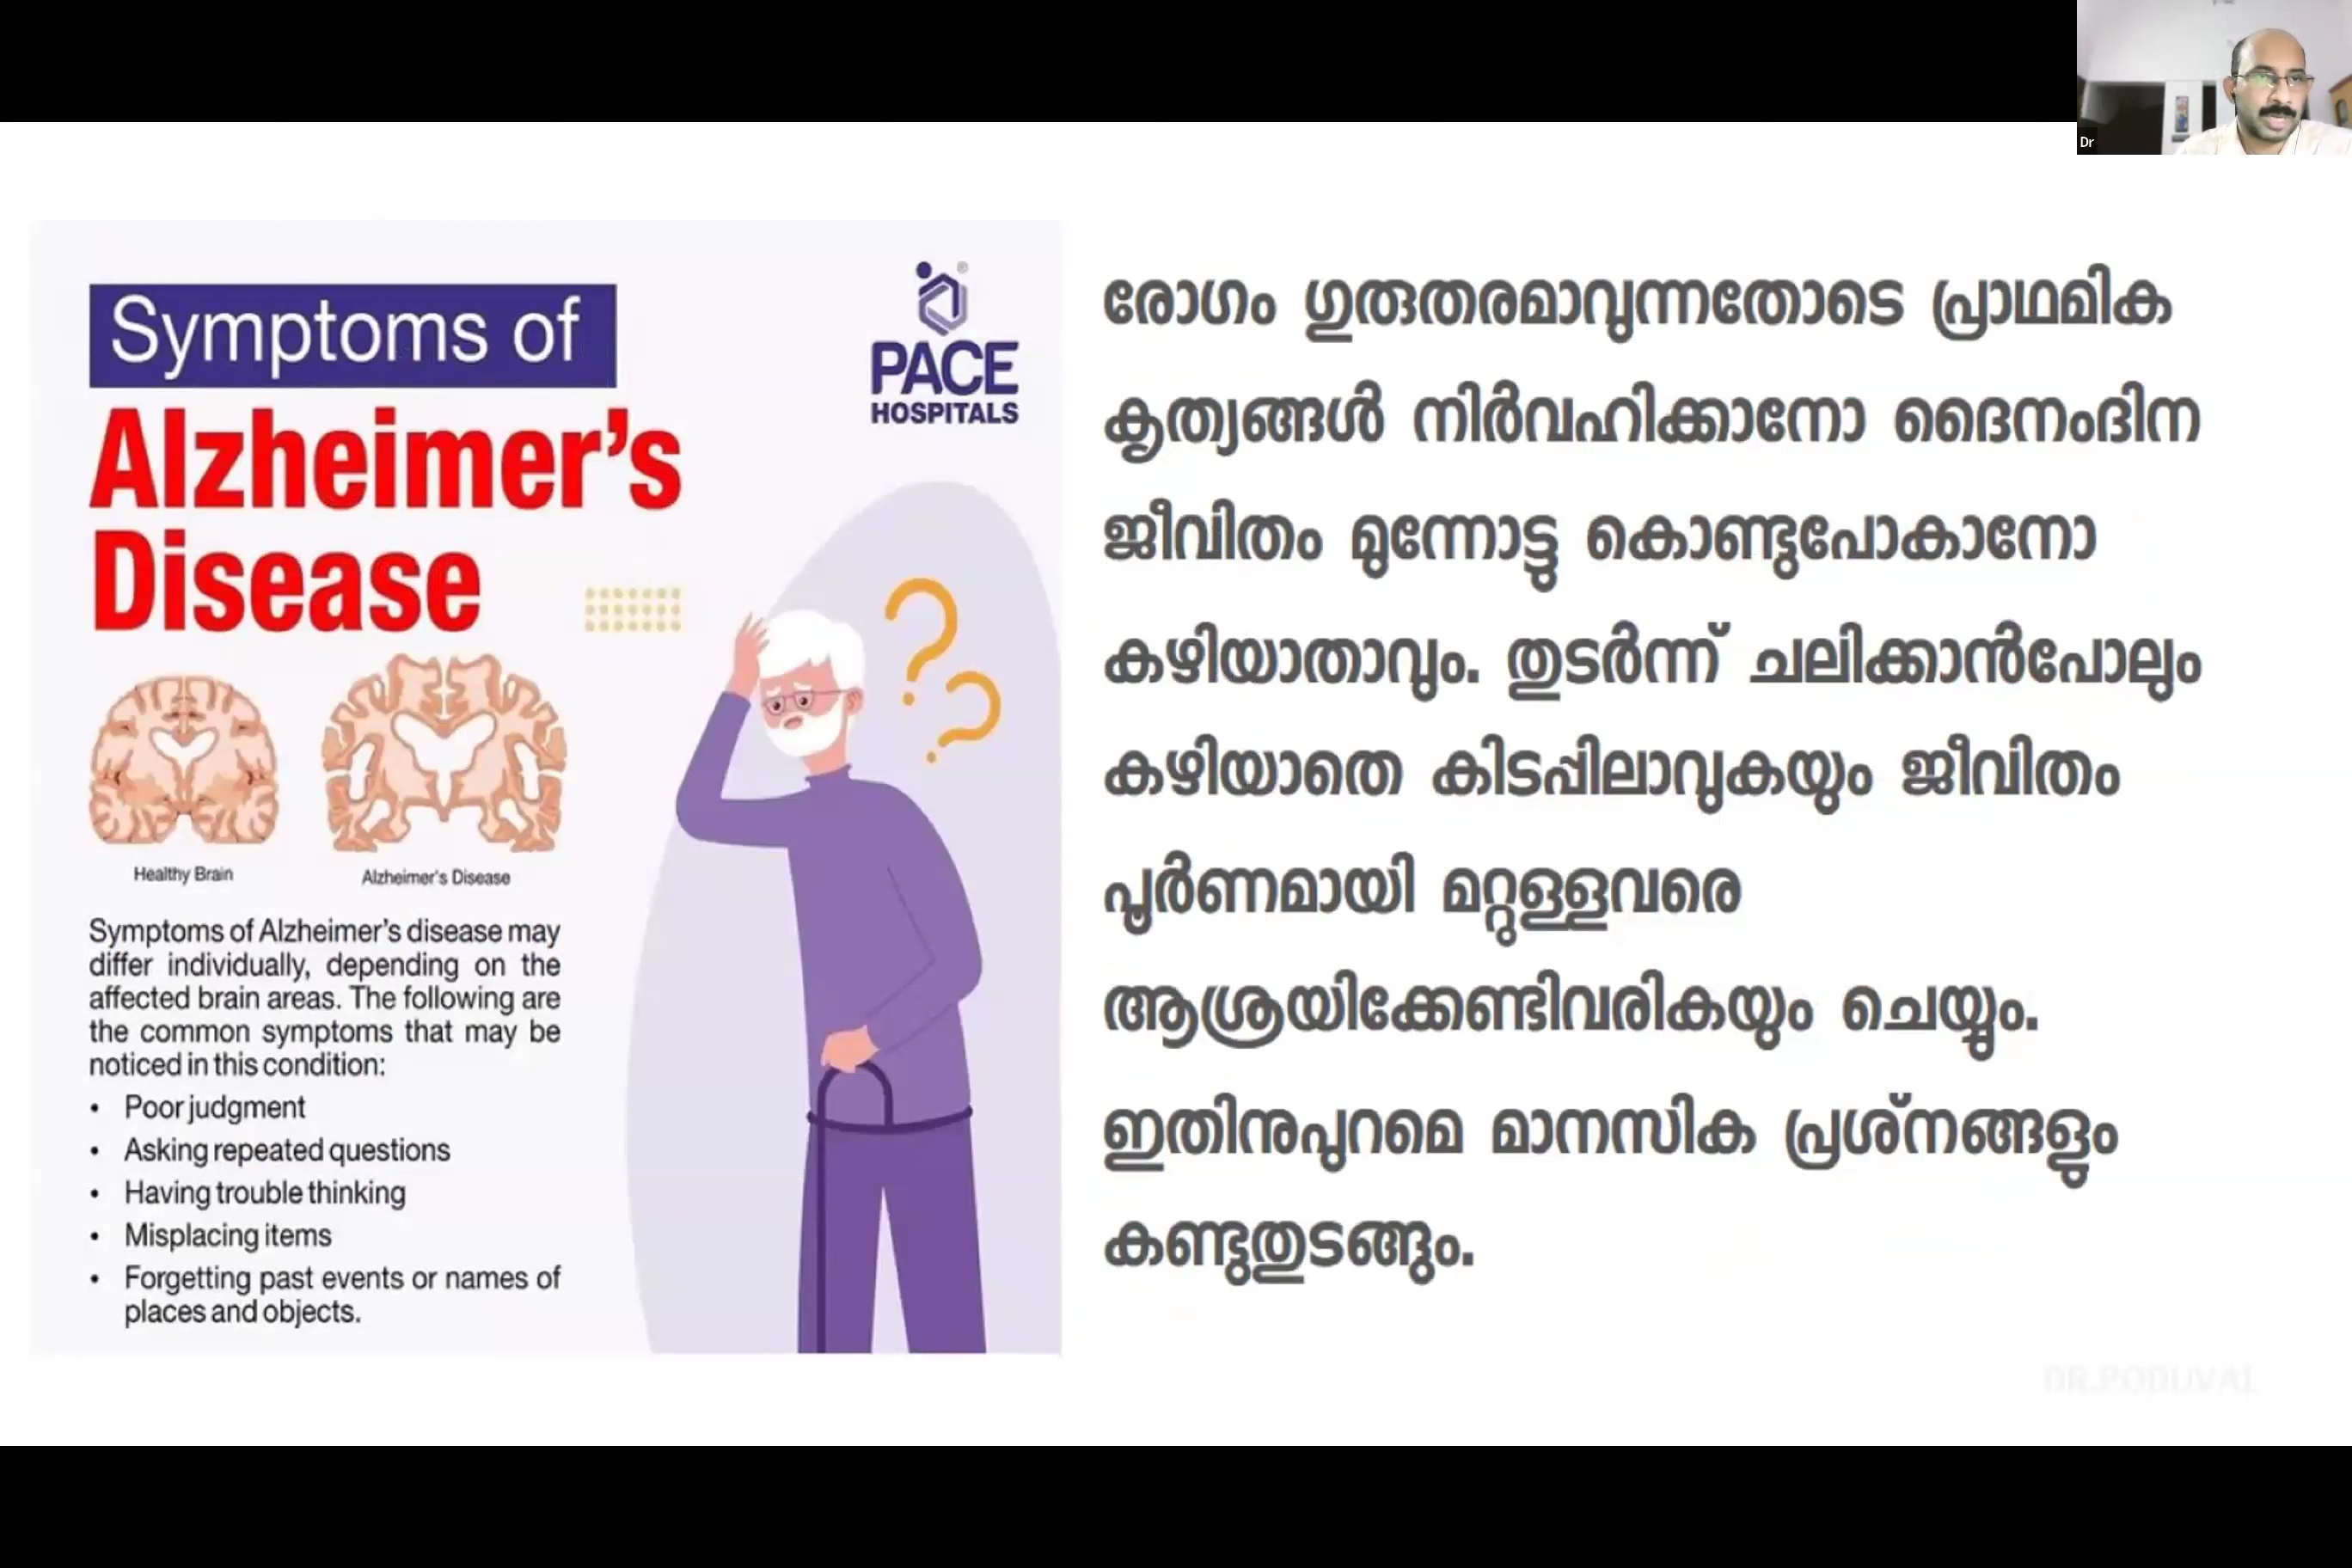 Dr
Symptoms of
Alzheimer's
Disease
PACE
HOSPITALS
Healthy Brain
Alzheimer's Disease
Symptoms of Alzheimer's disease may
differ individually, depending on the
affected brain areas. The following are
the common symptoms that may be
noticed in this condition:
• Poor judgment
• Asking repeated questions
• Having trouble thinking
• Misplacing items
• Forgetting past events or names of
places and objects.
രോഗം ഗുരുതരമാവുന്നതോടെ പ്രാഥമിക
കൃത്യങ്ങൾ നിർവഹിക്കാനോ ദൈനംദിന
ജീവിതം മുന്നോട്ടു കൊണ്ടുപോകാനോ
കഴിയാതാവും. തുടർന്ന് ചലിക്കാൻപോലും
കഴിയാതെ കിടപ്പിലാവുകയും ജീവിതം
പൂർണമായി മറ്റുള്ളവരെ
ആശ്രയിക്കേണ്ടിവരികയും ചെയ്യും.
ഇതിനുപുറമെ മാനസിക പ്രശ്നങ്ങളും
കണ്ടുതുടങ്ങും.
DR.PODUVAL